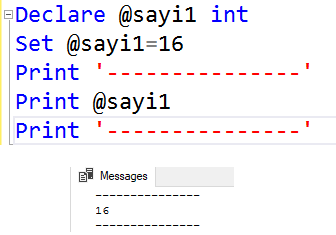 Declare @sayi1 int
Set @sayi1=16
Print '---------------'
Print @sayi1
Print '---------------'
Messages
---------------
16
---------------